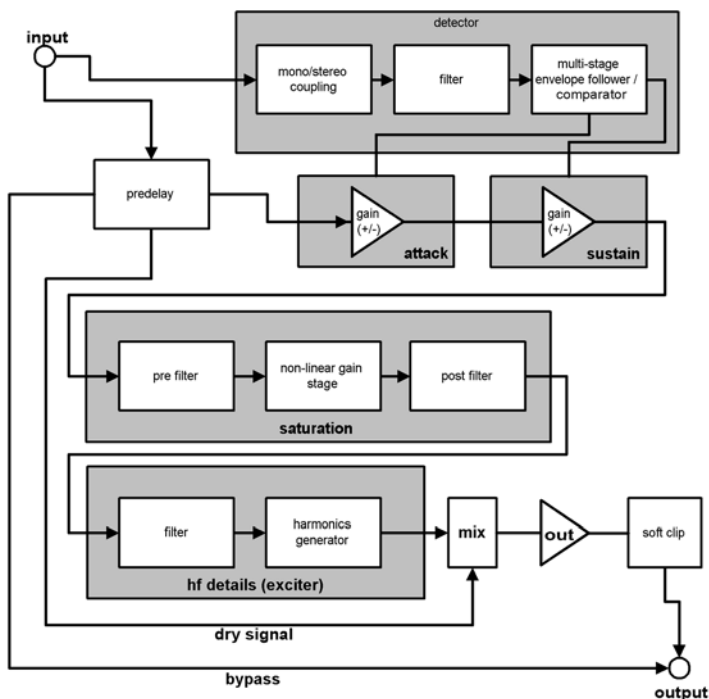 detector
input
mono/stereo
coupling
filter
multi-stage
envelope follower /
comparator
predelay
gain
(+/-)
attack
gain
(+/-)
sustain
pre filter
non-linear gain
stage
post filter
saturation
filter
harmonics
generator
hf details (exciter)
mix
out
soft clip
dry signal
bypass
output